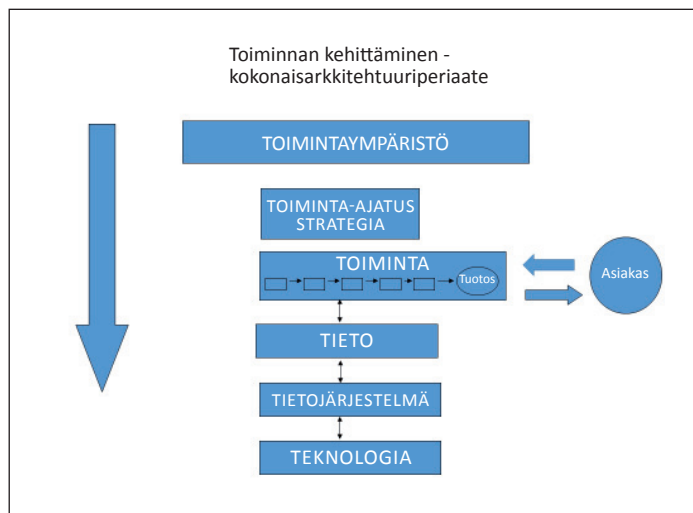 Toiminnan kehittäminen -
kokonaisarkkitehtuuriperiaate
TOIMINTAYMPÄRISTÖ
TOIMINTA-AJATUS
STRATEGIA
TOIMINTA
Tuotos
Asiakas
TIETO
TIETOJÄRJESTELMÄ
TEKNOLOGIA